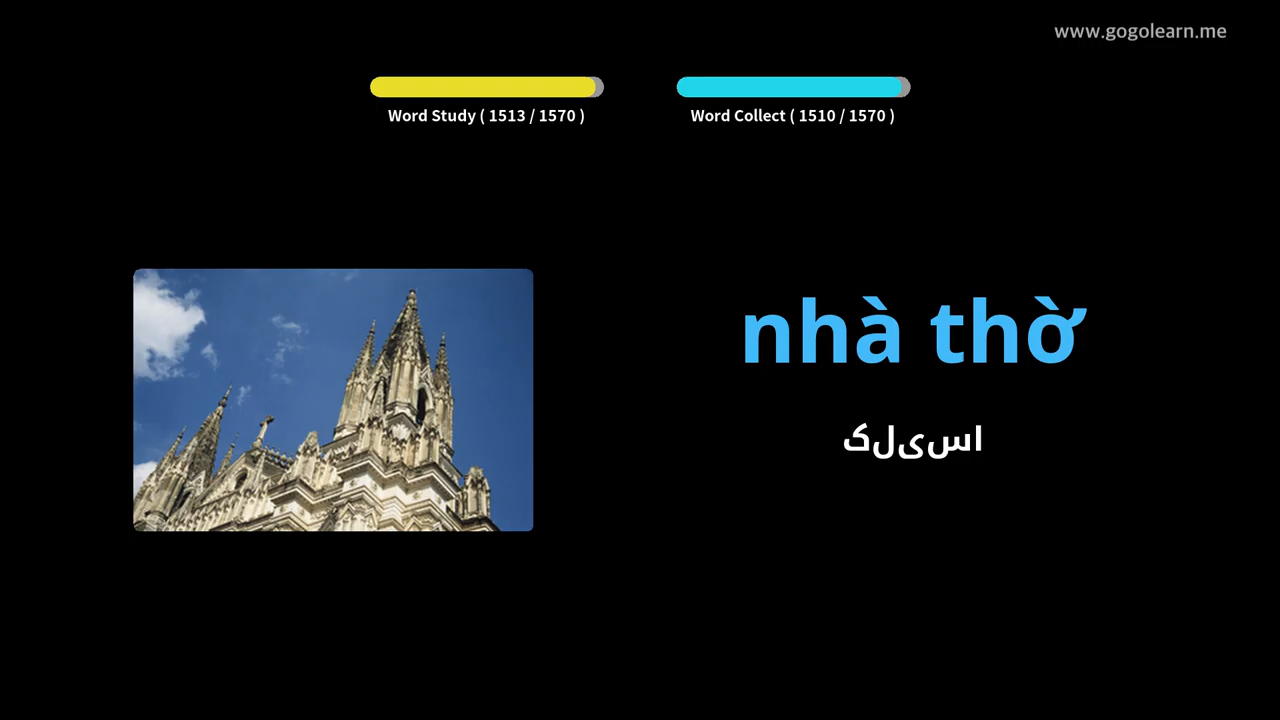 www.gogolearn.me
Word Study ( 1513 / 1570 )
Word Collect ( 1510 / 1570 )
nhà thờ
کلیسا